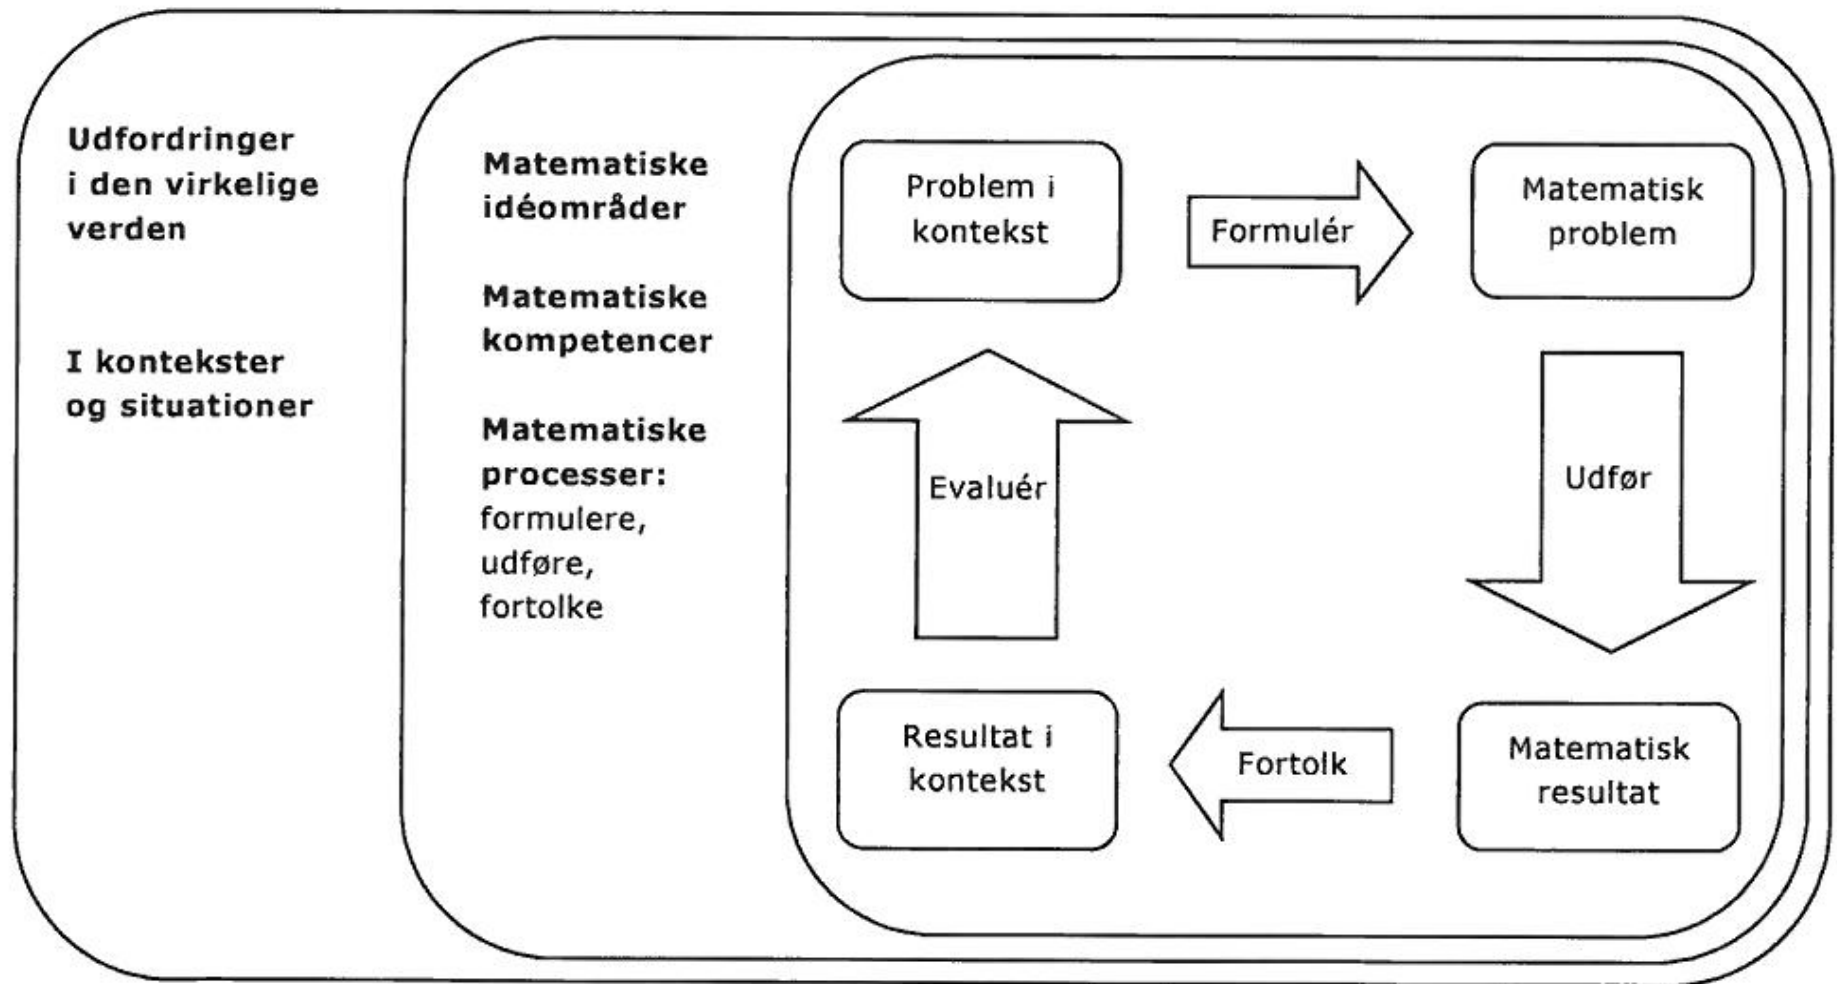 Udfordringer
i den virkelige
verden
I kontekster
og situationer
Matematiske
idéområder
Matematiske
kompetencer
Matematiske
processer:
formulere,
udføre,
fortolke
Problem i
kontekst
Formulér
Matematisk
problem
Udfør
Matematisk
resultat
Fortolk
Resultat i
kontekst
Evaluér